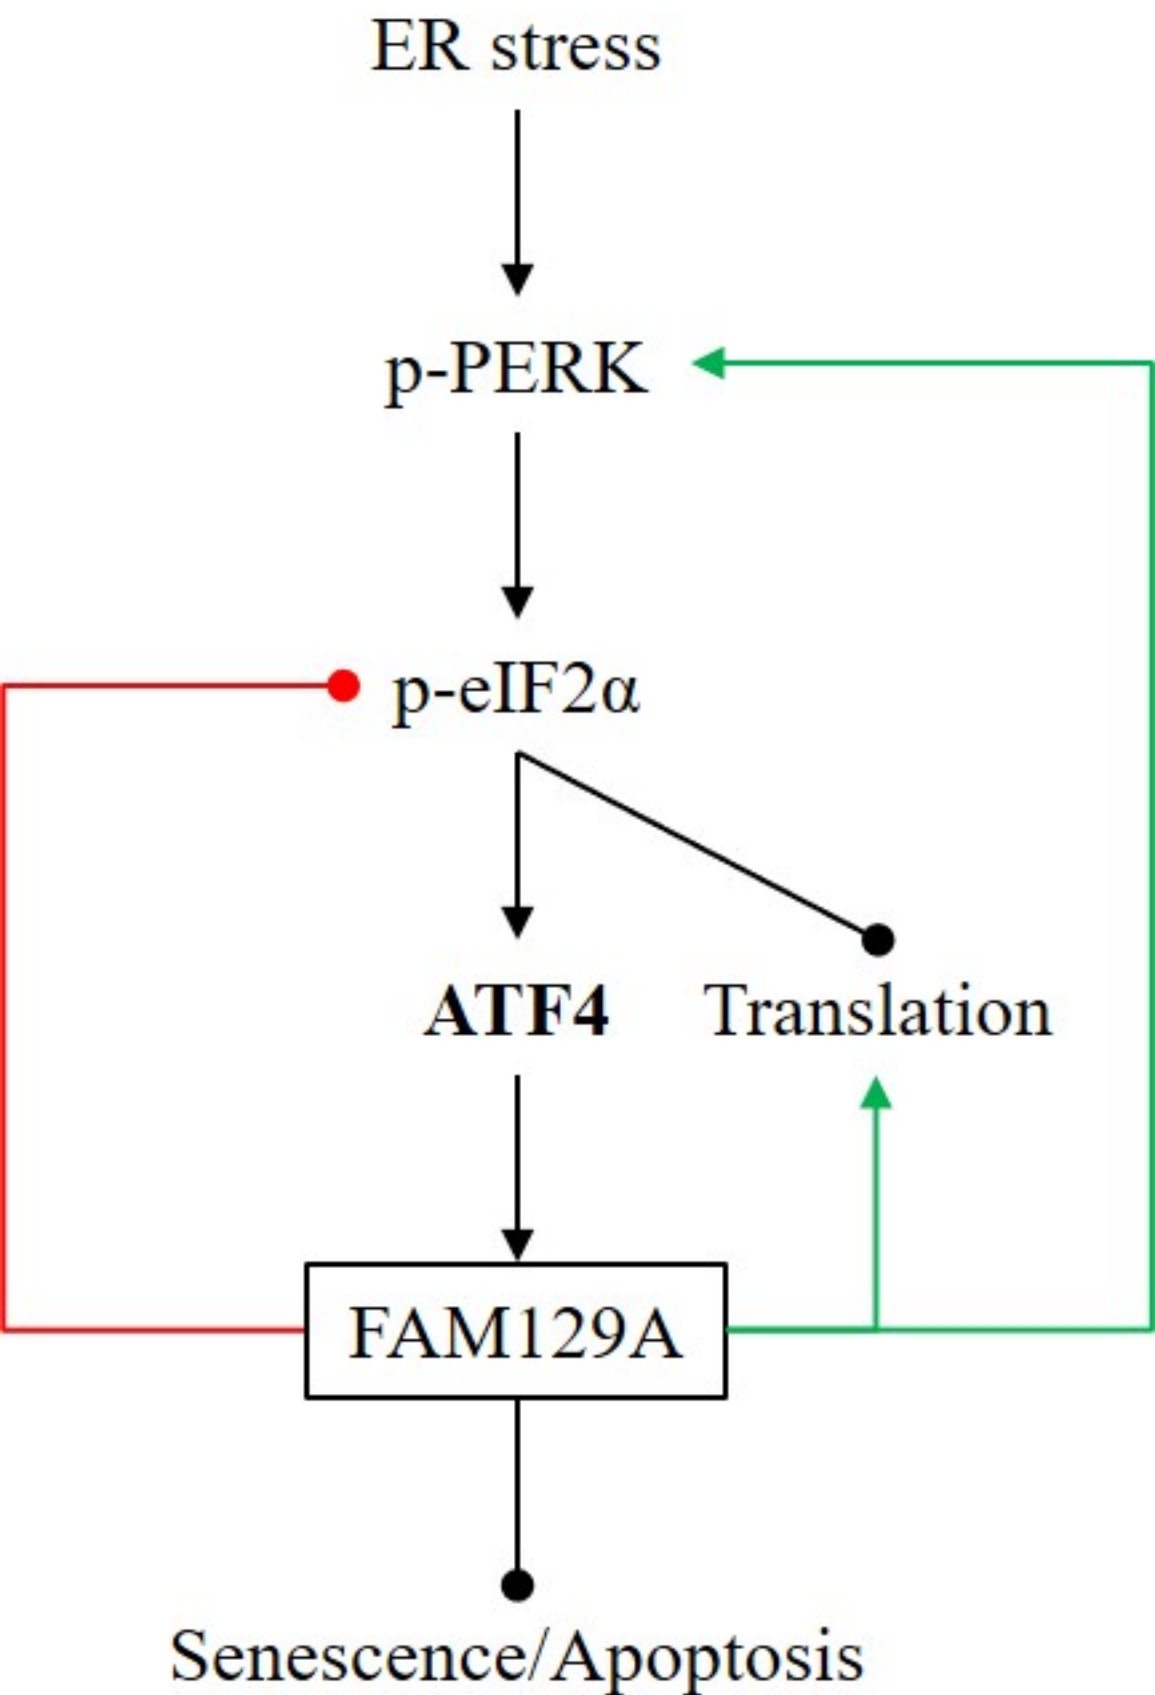 ER stress
p-PERK
p-eIF2α
ATF4 Translation
FAM129A
Senescence/Apoptosis